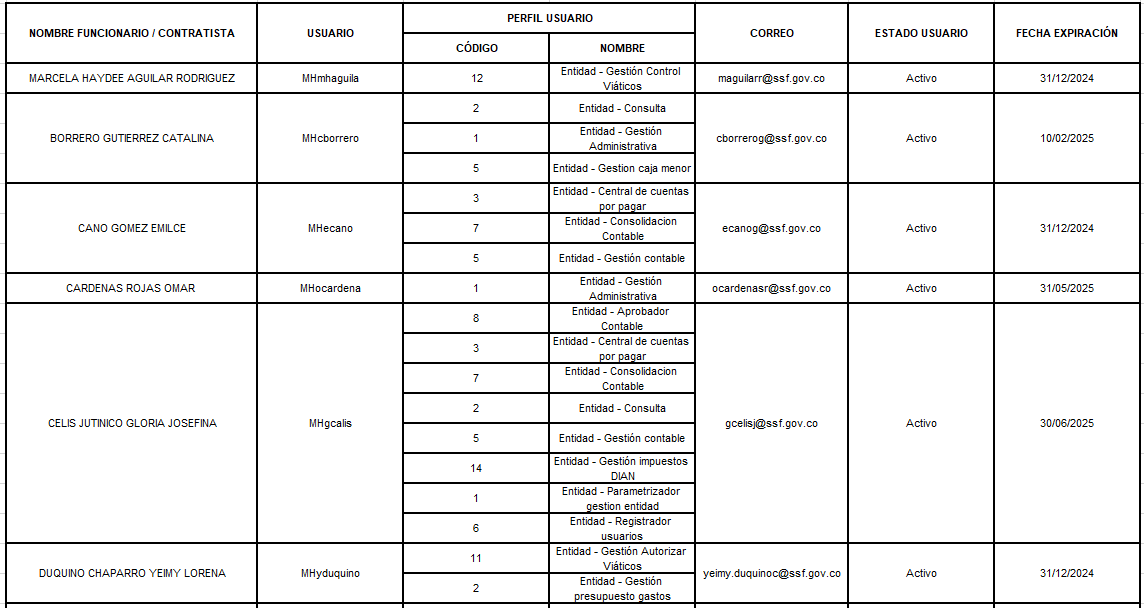 NOMBRE FUNCIONARIO / CONTRATISTA
USUARIO
PERFIL USUARIO
CÓDIGO
NOMBRE
CORREO
ESTADO USUARIO
FECHA EXPIRACIÓN
MARCELA HAYDEE AGUILAR RODRIGUEZ
MHmhaguila
12
Entidad - Gestión Control
Viáticos
maguilarr@ssf.gov.co
Activo
31/12/2024
BORRERO GUTIERREZ CATALINA
MHcborrero
2
Entidad - Consulta
1
Entidad - Gestión
Administrativa
5
Entidad - Gestion caja menor
cborrerog@ssf.gov.co
Activo
10/02/2025
CANO GOMEZ EMILCE
MHecano
3
Entidad - Central de cuentas
por pagar
7
Entidad - Consolidacion
Contable
5
Entidad - Gestión contable
ecanog@ssf.gov.co
Activo
31/12/2024
CARDENAS ROJAS OMAR
MHocardena
1
Entidad - Gestión
Administrativa
ocardenasr@ssf.gov.co
Activo
31/05/2025
CELIS JUTINICO GLORIA JOSEFINA
MHgcalis
8
Entidad - Aprobador
Contable
3
Entidad - Central de cuentas
por pagar
7
Entidad - Consolidacion
Contable
2
Entidad - Consulta
5
Entidad - Gestión contable
14
Entidad - Gestión impuestos
DIAN
1
Entidad - Parametrizador
gestion entidad
6
Entidad - Registrador
usuarios
gcelisj@ssf.gov.co
Activo
30/06/2025
DUQUINO CHAPARRO YEIMY LORENA
MHyduquino
11
Entidad - Gestión Autorizar
Viáticos
2
Entidad - Gestión
presupuesto gastos
yeimy.duquinoc@ssf.gov.co
Activo
31/12/2024